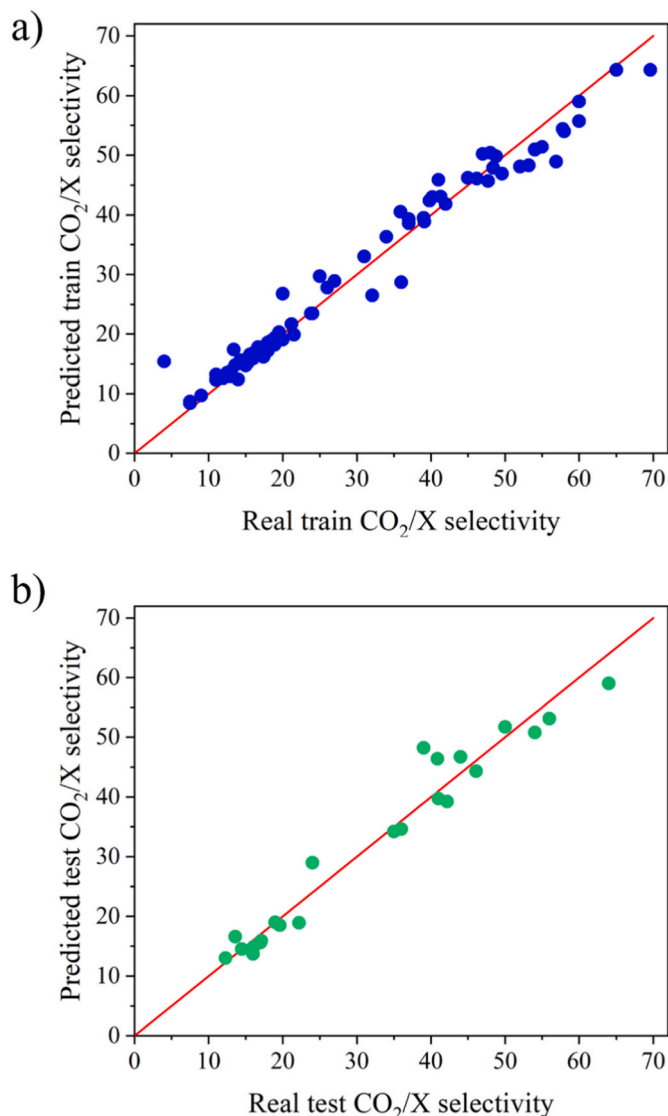 a)
Predicted train CO₂/X selectivity
70
60
50
40
30
20
10
0
0 10 20 30 40 50 60 70
Real train CO₂/X selectivity
b)
Predicted test CO₂/X selectivity
70
60
50
40
30
20
10
0
0 10 20 30 40 50 60 70
Real test CO₂/X selectivity